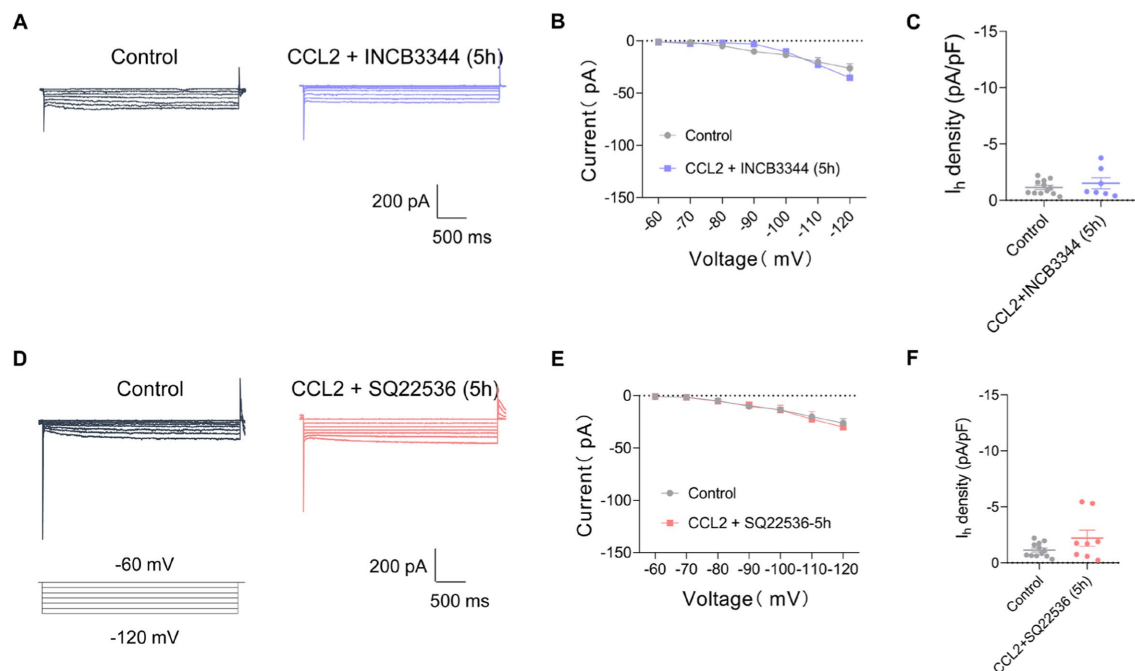 A
Control
CCL2 + INCB3344 (5h)
200 pA
500 ms
B
Current( pA)
0
-50
-100
-150
Control
CCL2 + INCB3344 (5h)
-60 -70 -80 -90 -100 -110 -120
Voltage( mV)
C
Ih density (pA/pF)
-15
-10
-5
0
Control
CCL2+INCB3344 (5h)
D
Control
CCL2 + SQ22536 (5h)
-60 mV
-120 mV
200 pA
500 ms
E
Current( pA)
0
-50
-100
-150
Control
CCL2 + SQ22536-5h
-60 -70 -80 -90 -100 -110 -120
Voltage( mV)
F
Ih density (pA/pF)
-15
-10
-5
0
Control
CCL2+SQ22536 (5h)